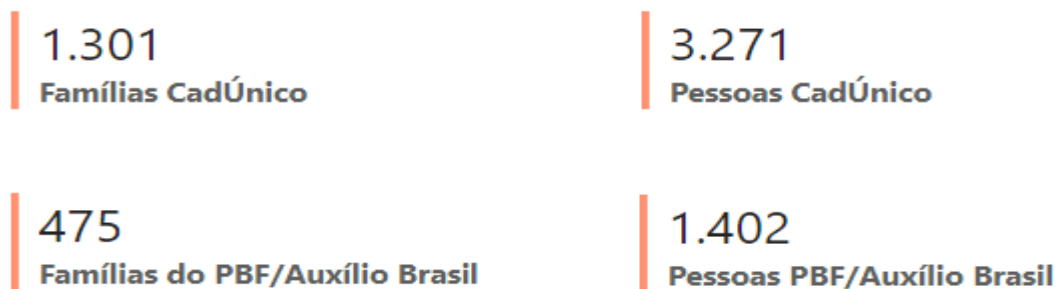 1.301
Famílias CadÚnico
3.271
Pessoas CadÚnico
475
Famílias do PBF/Auxílio Brasil
1.402
Pessoas PBF/Auxílio Brasil